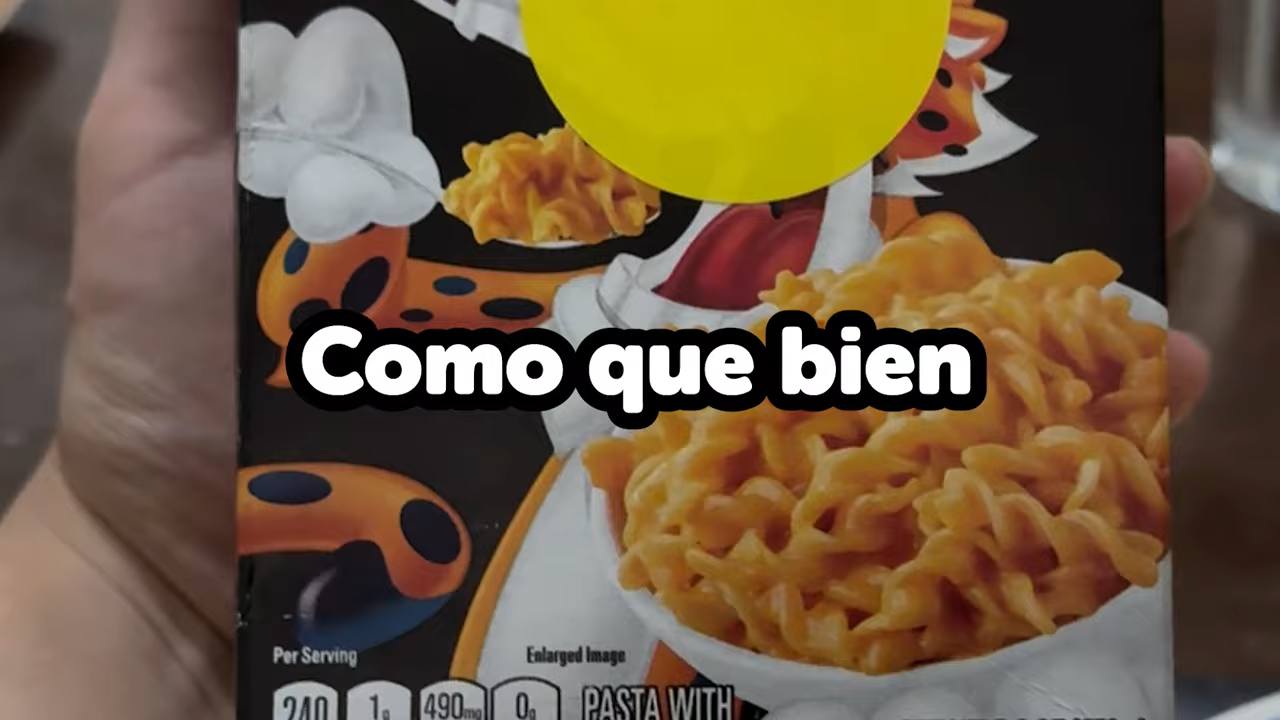 Como que bien
Per Serving
Enlarged Image
240 1g 490mg 0g PASTA WITH